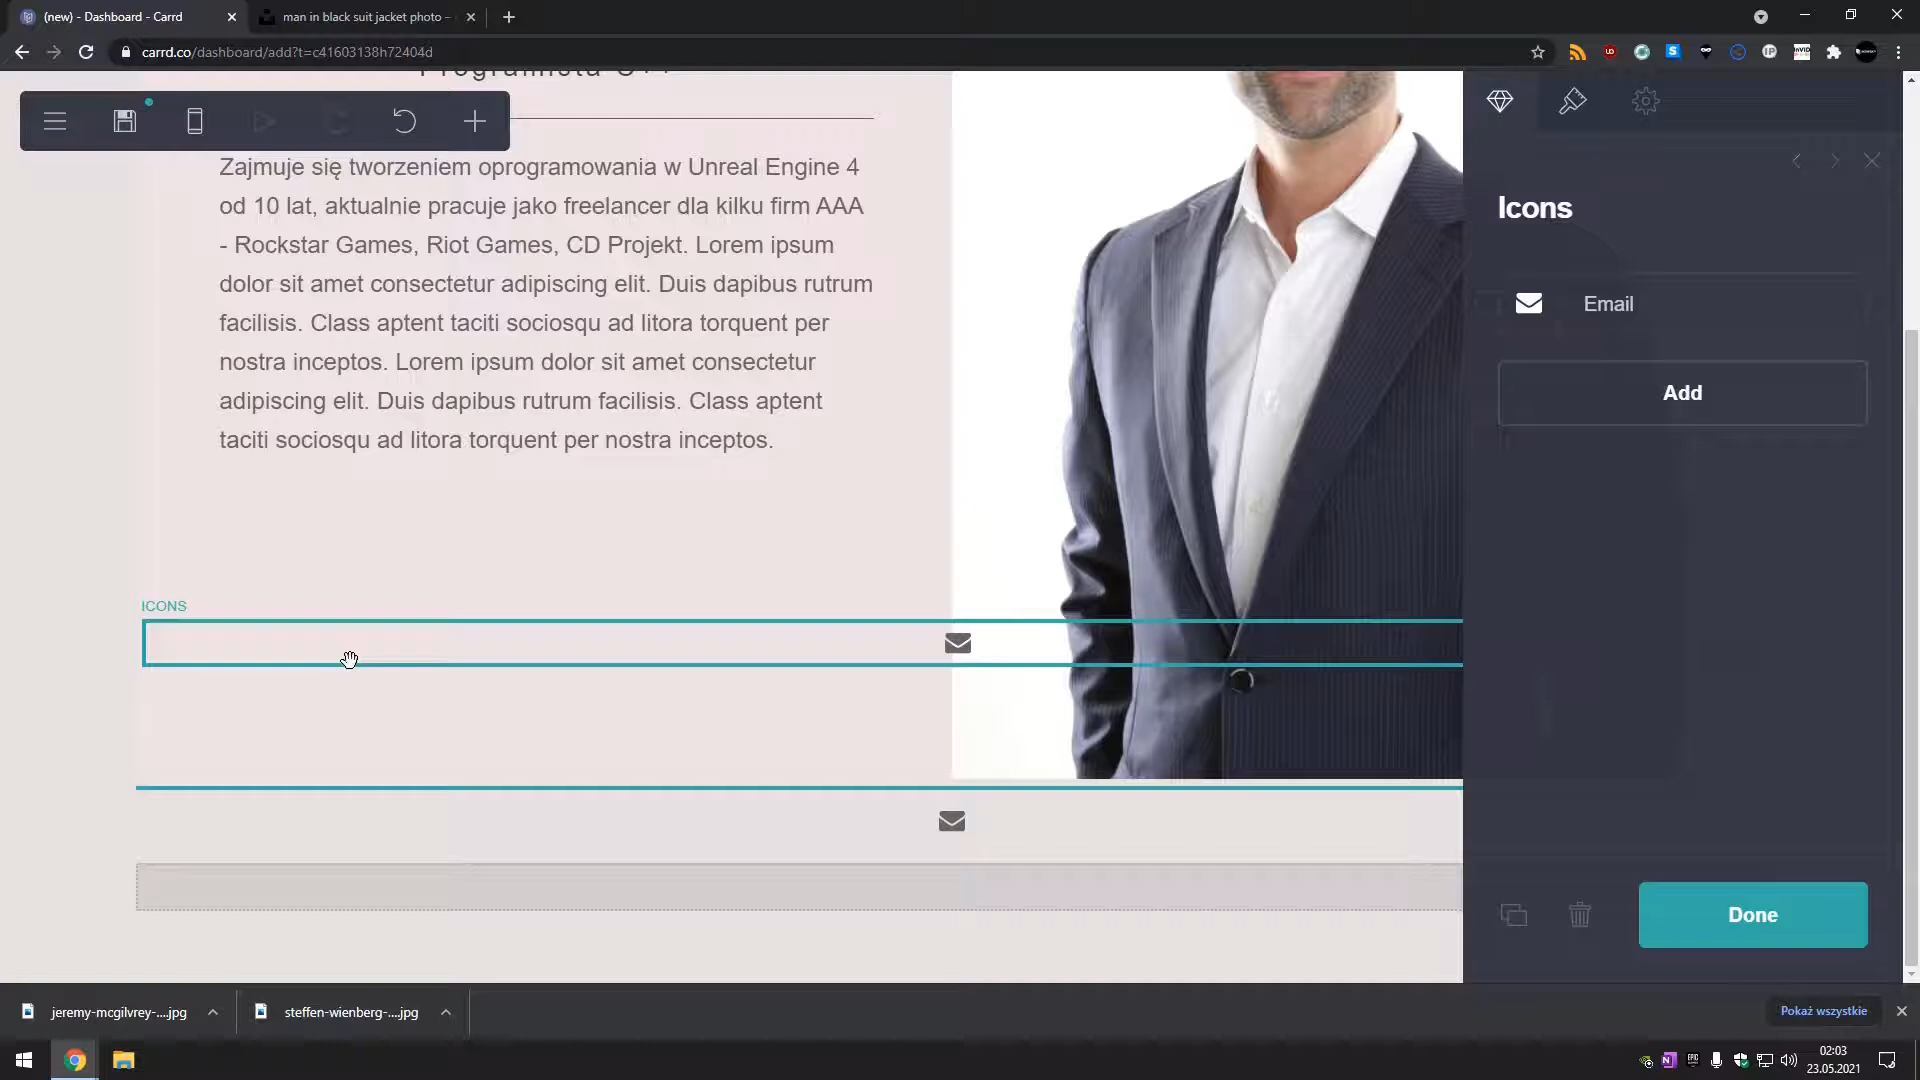 (new) - Dashboard - Carrd
man in black suit jacket photo –
carrd.co/dashboard/add?t=c41603138h72404d
Programista C++
Zajmuje się tworzeniem oprogramowania w Unreal Engine 4
od 10 lat, aktualnie pracuje jako freelancer dla kilku firm AAA
- Rockstar Games, Riot Games, CD Projekt. Lorem ipsum
dolor sit amet consectetur adipiscing elit. Duis dapibus rutrum
facilisis. Class aptent taciti sociosqu ad litora torquent per
nostra inceptos. Lorem ipsum dolor sit amet consectetur
adipiscing elit. Duis dapibus rutrum facilisis. Class aptent
taciti sociosqu ad litora torquent per nostra inceptos.
ICONS
Icons
Email
Add
Done
jeremy-mcgilvrey-....jpg
steffen-wienberg-....jpg
Pokaż wszystkie
02:03
23.05.2021